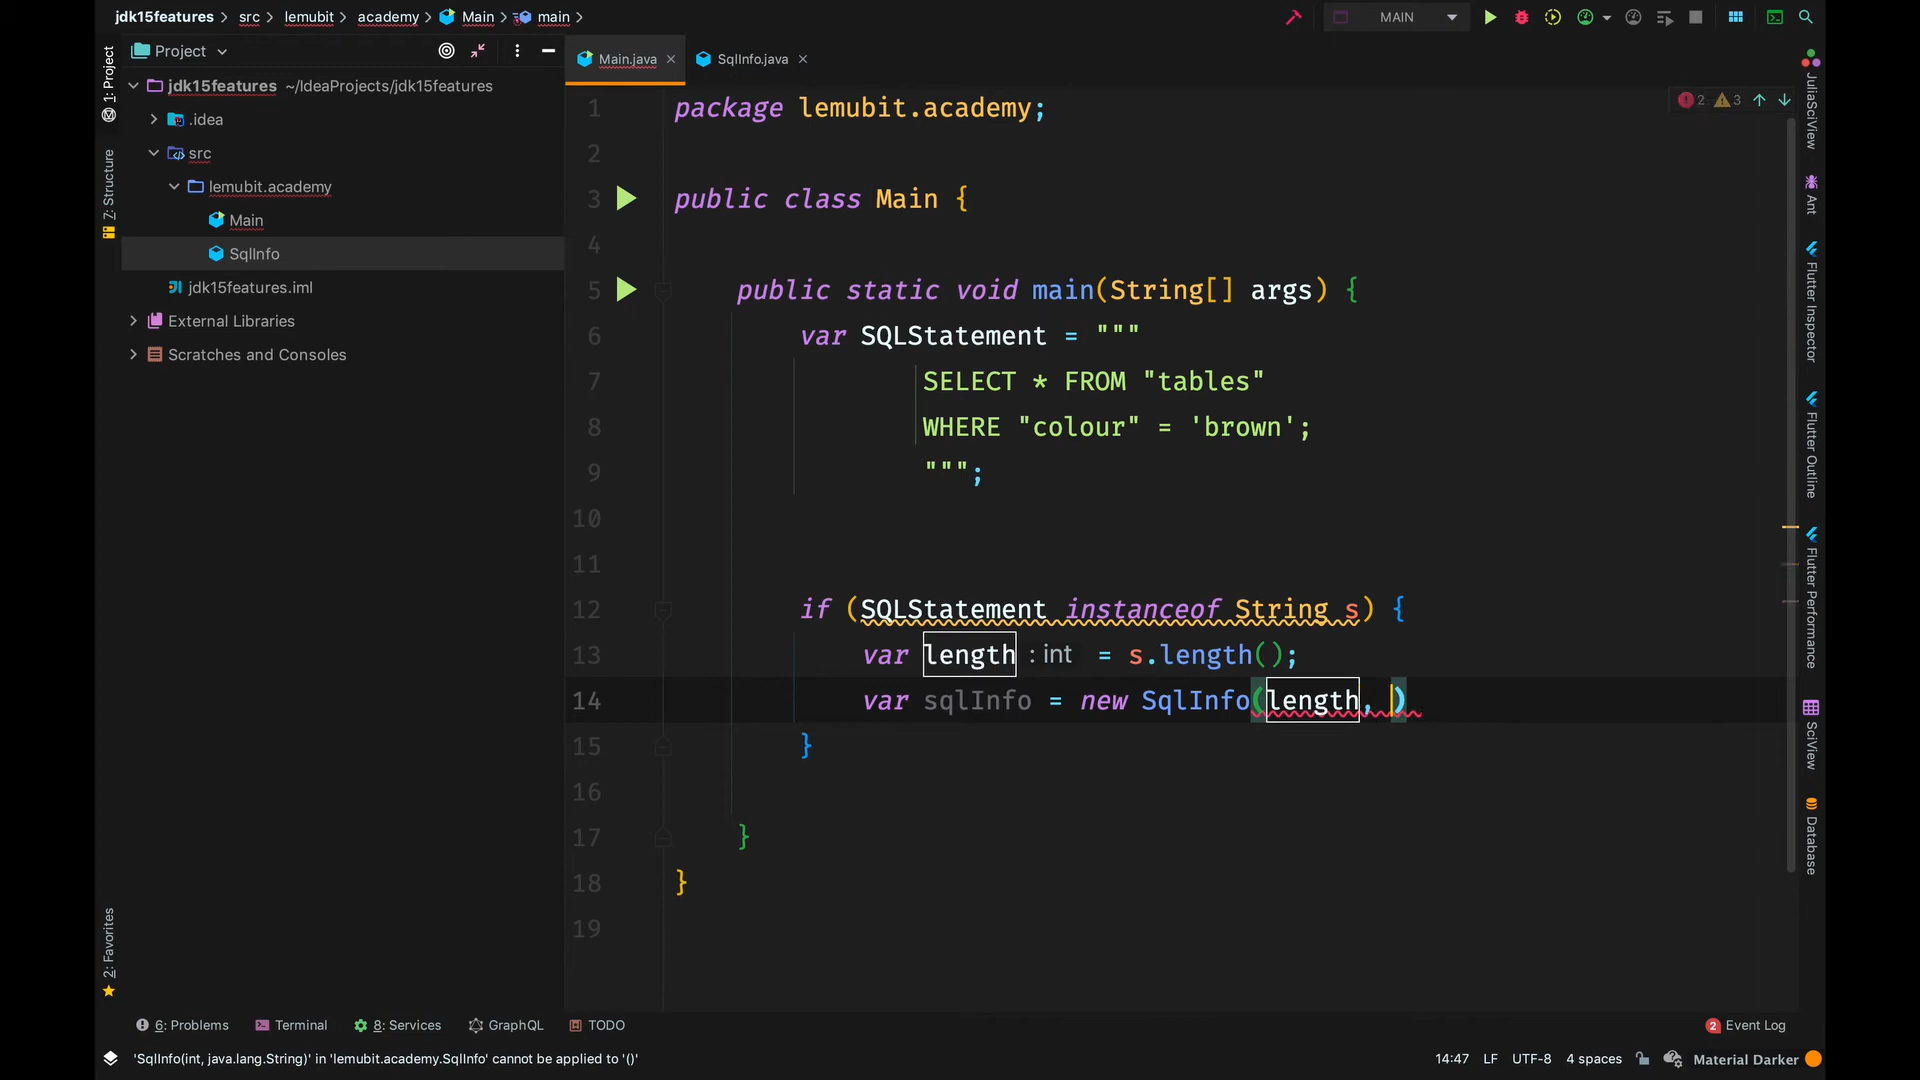 jdk15features > src > lemubit > academy > Main > main >
MAIN
1: Project
7: Structure
2: Favorites
Project
jdk15features ~/IdeaProjects/jdk15features
.idea
src
lemubit.academy
Main
SqlInfo
jdk15features.iml
External Libraries
Scratches and Consoles
Main.java
SqlInfo.java
2 3
1 package lemubit.academy;
2
3 public class Main {
4
5 public static void main(String[] args) {
6 var SQLStatement = """
7 SELECT * FROM "tables"
8 WHERE "colour" = 'brown';
9 """;
10
11
12 if (SQLStatement instanceof String s) {
13 var length : int = s.length();
14 var sqlInfo = new SqlInfo(length, )
15 }
16
17 }
18 }
19
JuliaSciView
Ant
Flutter Inspector
Flutter Outline
Flutter Performance
SciView
Database
6: Problems
Terminal
8: Services
GraphQL
TODO
2 Event Log
'SqlInfo(int, java.lang.String)' in 'lemubit.academy.SqlInfo' cannot be applied to '()'
14:47 LF UTF-8 4 spaces Material Darker